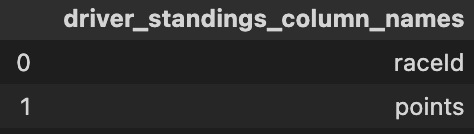 driver_standings_column_names
0 raceId
1 points